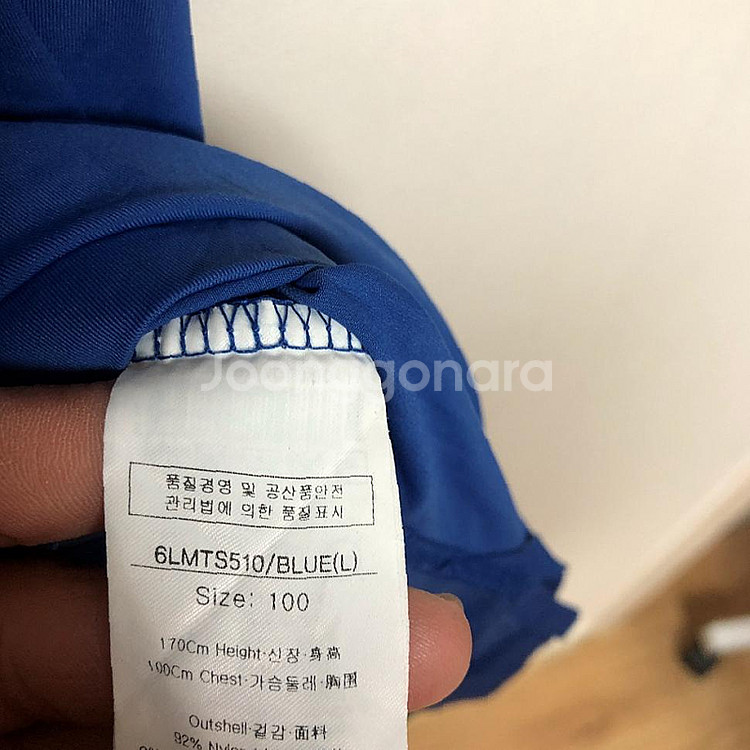 Joonggonara
품질경영 및 공산품안전
관리법에 의한 품질표시
6LMTS510/BLUE(L)
Size: 100
170Cm Height·신장·身高
100Cm Chest·가슴둘레·胸围
Outshell·겉감·面料
92%